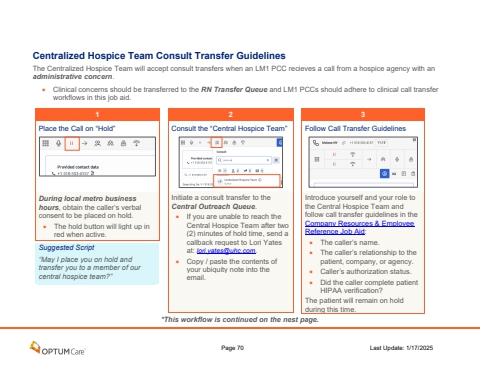 Centralized Hospice Team Consult Transfer Guidelines
The Centralized Hospice Team will accept consult transfers when an LM1 PCC recieves a call from a hospice agency with an
administrative concern.
• Clinical concerns should be transferred to the RN Transfer Queue and LM1 PCCs should adhere to clinical call transfer
workflows in this job aid.
1
Place the Call on "Hold"
Provided contact data
During local metro business
hours, obtain the caller's verbal
consent to be placed on hold.
• The hold button will light up in
red when active.
Suggested Script
"May I place you on hold and
transfer you to a member of our
central hospice team?"
2
Consult the "Central Hospice Team"
Consult
Initiate a consult transfer to the
Central Outreach Queue.
• If you are unable to reach the
Central Hospice Team after two
(2) minutes of hold time, send a
callback request to Lori Yates
at: lori.yates@uhc.com.
• Copy / paste the contents of
your ubiquity note into the
email.
3
Follow Call Transfer Guidelines
Introduce yourself and your role to
the Central Hospice Team and
follow call transfer guidelines in the
Company Resources & Employee
Reference Job Aid:
• The caller's name.
• The caller's relationship to the
patient, company, or agency.
• Caller's authorization status.
• Did the caller complete patient
HIPAA verification?
The patient will remain on hold
during this time.
*This workflow is continued on the nest page.
OPTUMCare
Page 70
Last Update: 1/17/2025